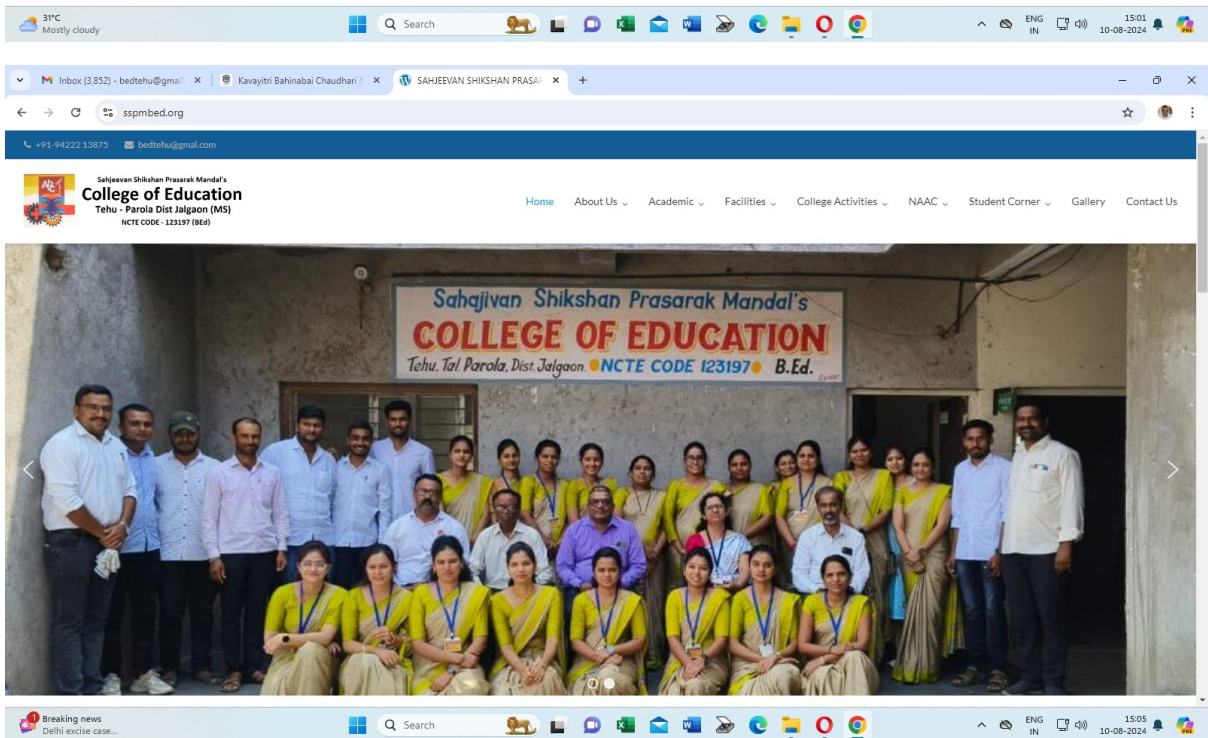 31°C
Mostly cloudy
Search
ENG
IN
15:01
10-08-2024
PRE
Inbox (3,852) - bedtehu@gmail
Kavayitri Bahinabai Chaudhari N
SAHJEEVAN SHIKSHAN PRASAR
sspmbed.org
+91-94222 13875
bedtehu@gmal.com
Sahjeevan Shikshan Prasarak Mandal's
College of Education
Tehu - Parola Dist Jalgaon (MS)
NCTE CODE - 123197 (BEd)
Home
About Us
Academic
Facilities
College Activities
NAAC
Student Corner
Gallery
Contact Us
Sahajivan Shikshan Prasarak Mandal's
COLLEGE OF EDUCATION
Tehu, Tal. Parola, Dist. Jalgaon. NCTE CODE 123197 B.Ed.
1
Breaking news
Delhi excise case...
Search
ENG
IN
15:05
10-08-2024
PRE